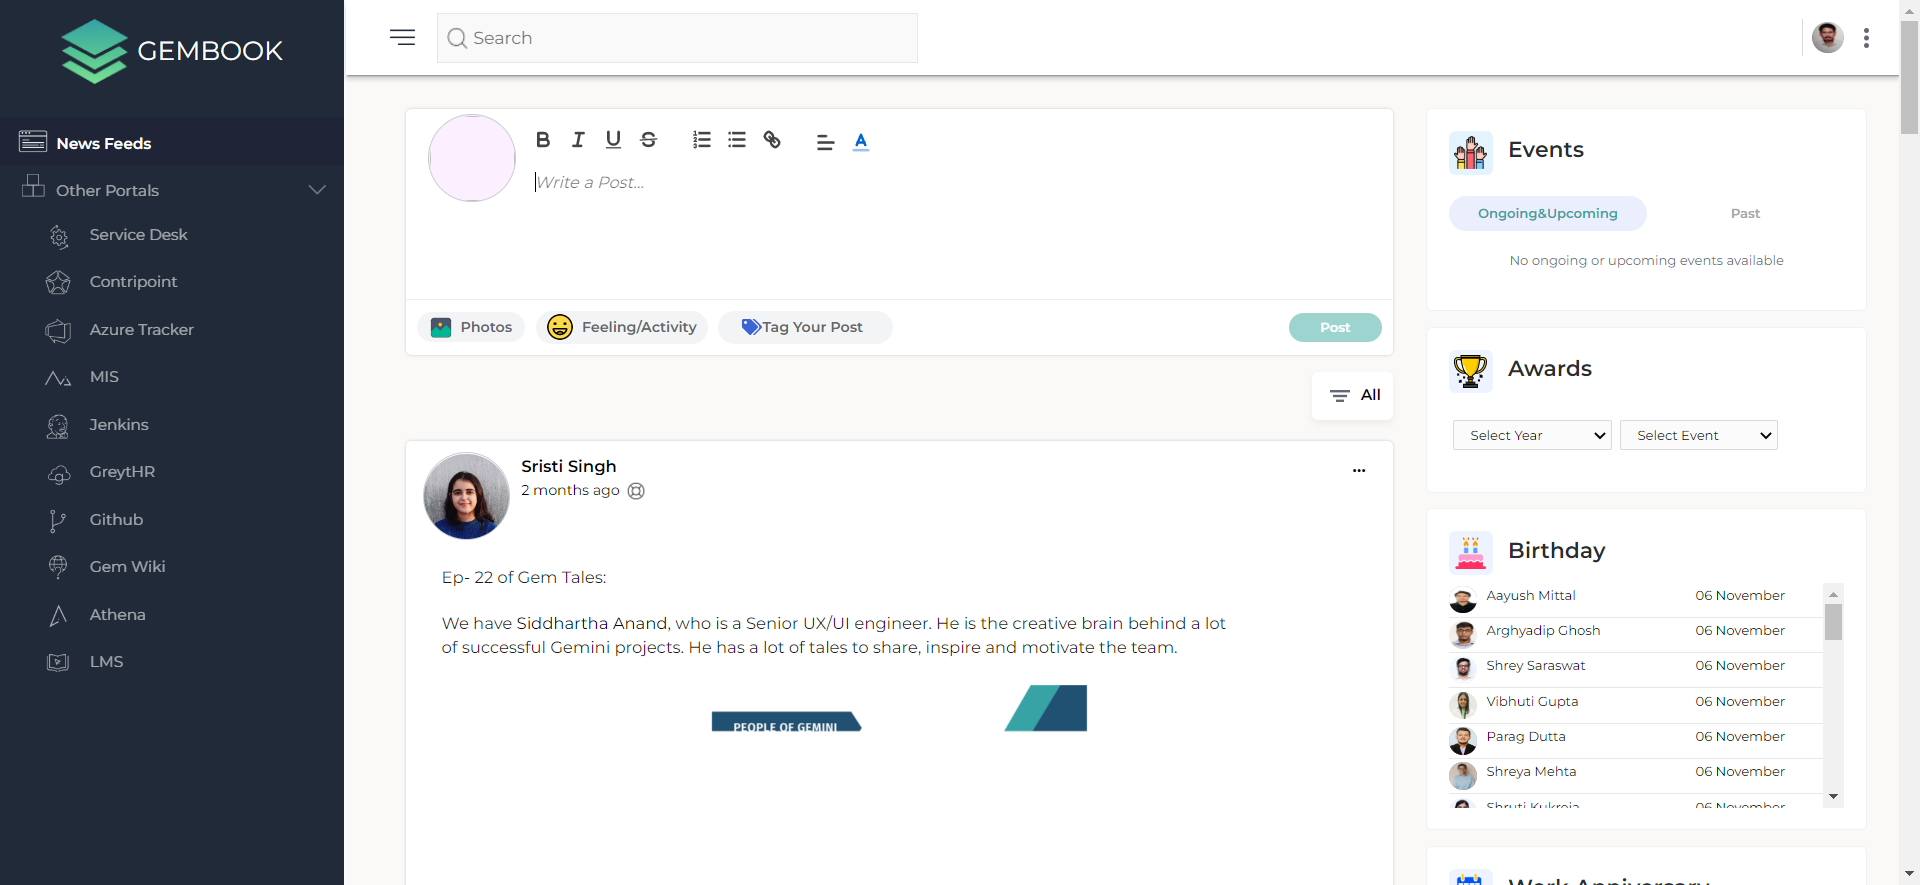 GEMBOOK
News Feeds
Other Portals
Service Desk
Contripoint
Azure Tracker
MIS
Jenkins
GreytHR
Github
Gem Wiki
Athena
LMS
Search
B I U S A
Write a Post...
Photos
Feeling/Activity
Tag Your Post
Post
All
Sristi Singh
2 months ago
Ep- 22 of Gem Tales:
We have Siddhartha Anand, who is a Senior UX/UI engineer. He is the creative brain behind a lot
of successful Gemini projects. He has a lot of tales to share, inspire and motivate the team.
PEOPLE OF GEMINI
Events
Ongoing&Upcoming
Past
No ongoing or upcoming events available
Awards
Select Year
Select Event
Birthday
Aayush Mittal 06 November
Arghyadip Ghosh 06 November
Shrey Saraswat 06 November
Vibhuti Gupta 06 November
Parag Dutta 06 November
Shreya Mehta 06 November
Shruti Kukreja 06 November
Work Anniversary